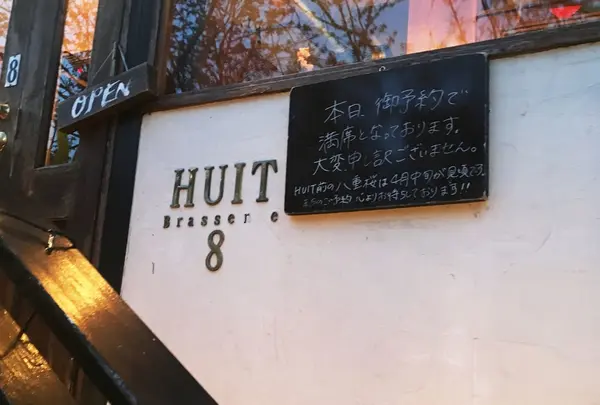 8
OPEN
本日 御予約で
満席となっております。
大変申し訳ございません。
HUIT前の八重桜は4月中旬が見頃です。
お待ちしております!!
HUIT
Brasserie
8